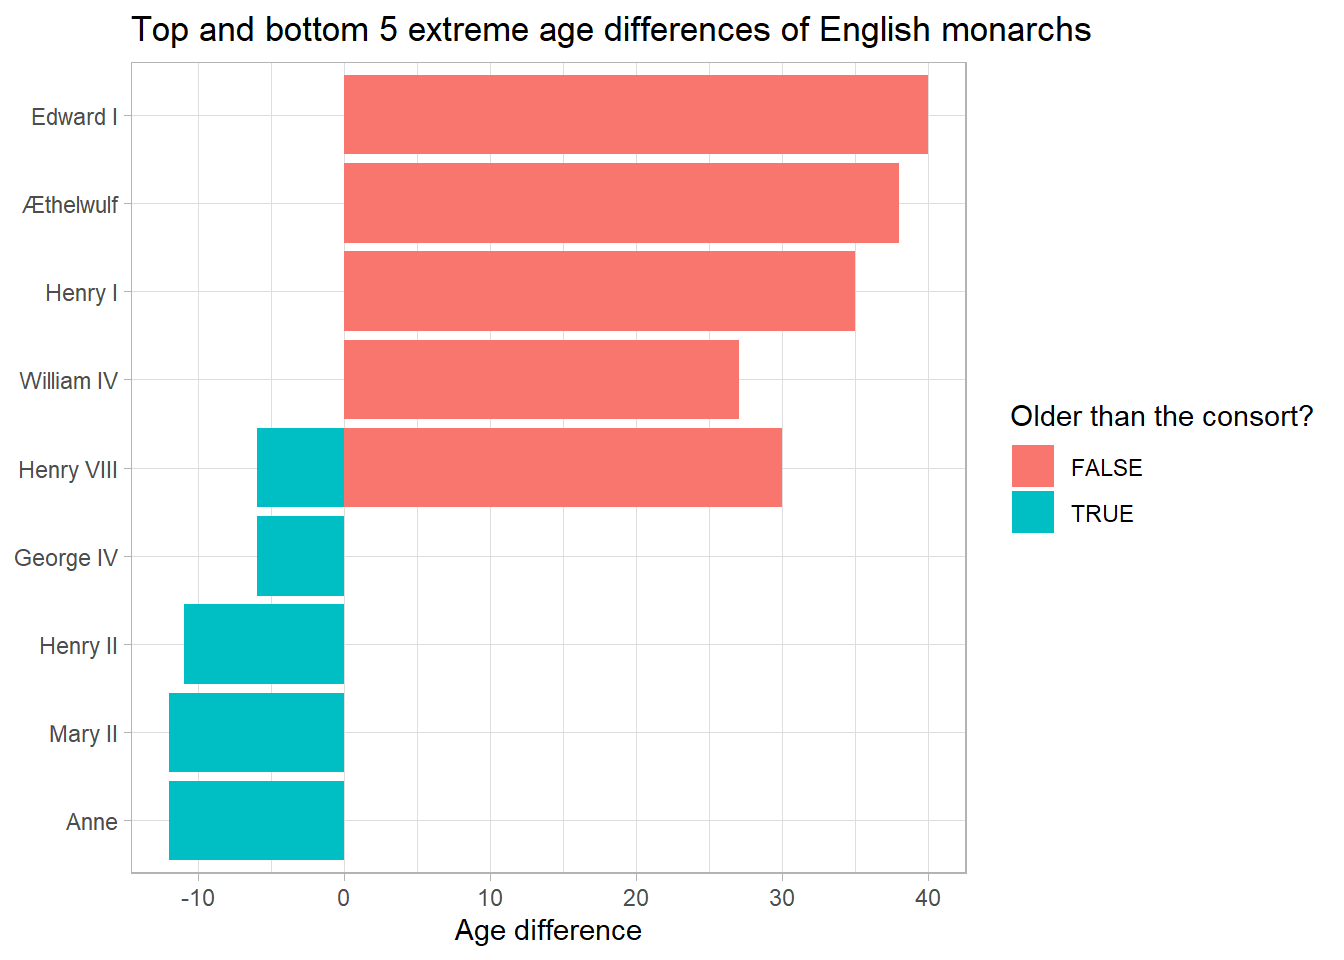 Top and bottom 5 extreme age differences of English monarchs
Edward I
Æthelwulf
Henry I
William IV
Henry VIII
George IV
Henry II
Mary II
Anne
-10 0 10 20 30 40
Age difference
Older than the consort?
FALSE
TRUE